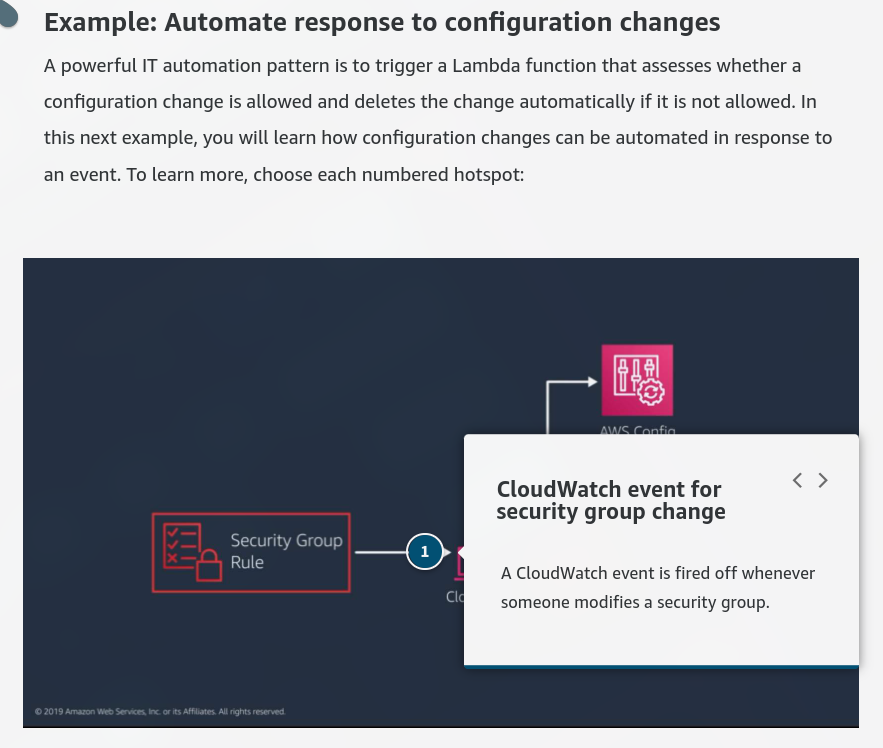 Example: Automate response to configuration changes
A powerful IT automation pattern is to trigger a Lambda function that assesses whether a
configuration change is allowed and deletes the change automatically if it is not allowed. In
this next example, you will learn how configuration changes can be automated in response to
an event. To learn more, choose each numbered hotspot:
AWS Config
CloudWatch event for
security group change
Security Group
Rule
1
A CloudWatch event is fired off whenever
someone modifies a security group.
© 2019 Amazon Web Services, Inc. or its Affiliates. All rights reserved.